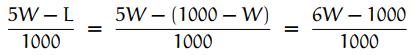 5W – L / 1000 = 5W – (1000 – W) / 1000 = 6W – 1000 / 1000